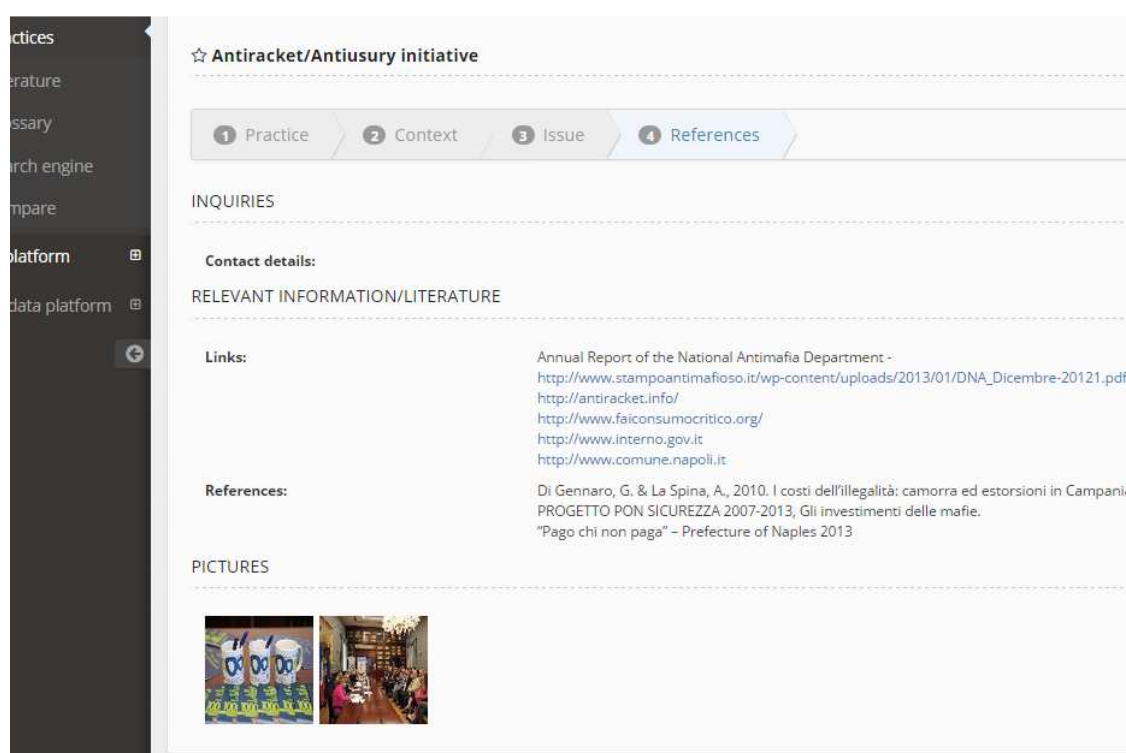 ctices
erature
ossary
arch engine
mpare
platform
data platform
☆ Antiracket/Antiusury initiative
1 Practice 2 Context 3 Issue 4 References
INQUIRIES
Contact details:
RELEVANT INFORMATION/LITERATURE
Links: Annual Report of the National Antimafia Department -
http://www.stampoantimafioso.it/wp-content/uploads/2013/01/DNA_Dicembre-20121.pdf
http://antiracket.info/
http://www.faiconsumocritico.org/
http://www.interno.gov.it
http://www.comune.napoli.it
References: Di Gennaro, G. & La Spina, A., 2010. I costi dell'illegalità: camorra ed estorsioni in Campania
PROGETTO PON SICUREZZA 2007-2013, Gli investimenti delle mafie.
"Pago chi non paga" – Prefecture of Naples 2013
PICTURES